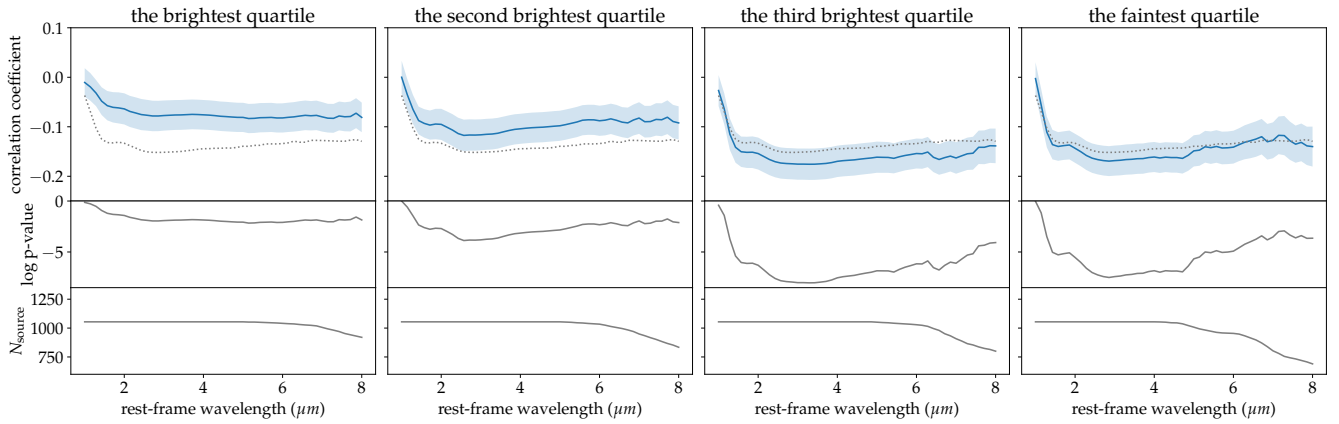 the brightest quartile
the second brightest quartile
the third brightest quartile
the faintest quartile
correlation coefficient
0.1
0.0
−0.1
−0.2
log p-value
0
−5
N_source
1250
1000
750
2 4 6 8
2 4 6 8
2 4 6 8
2 4 6 8
rest-frame wavelength (μm)
rest-frame wavelength (μm)
rest-frame wavelength (μm)
rest-frame wavelength (μm)